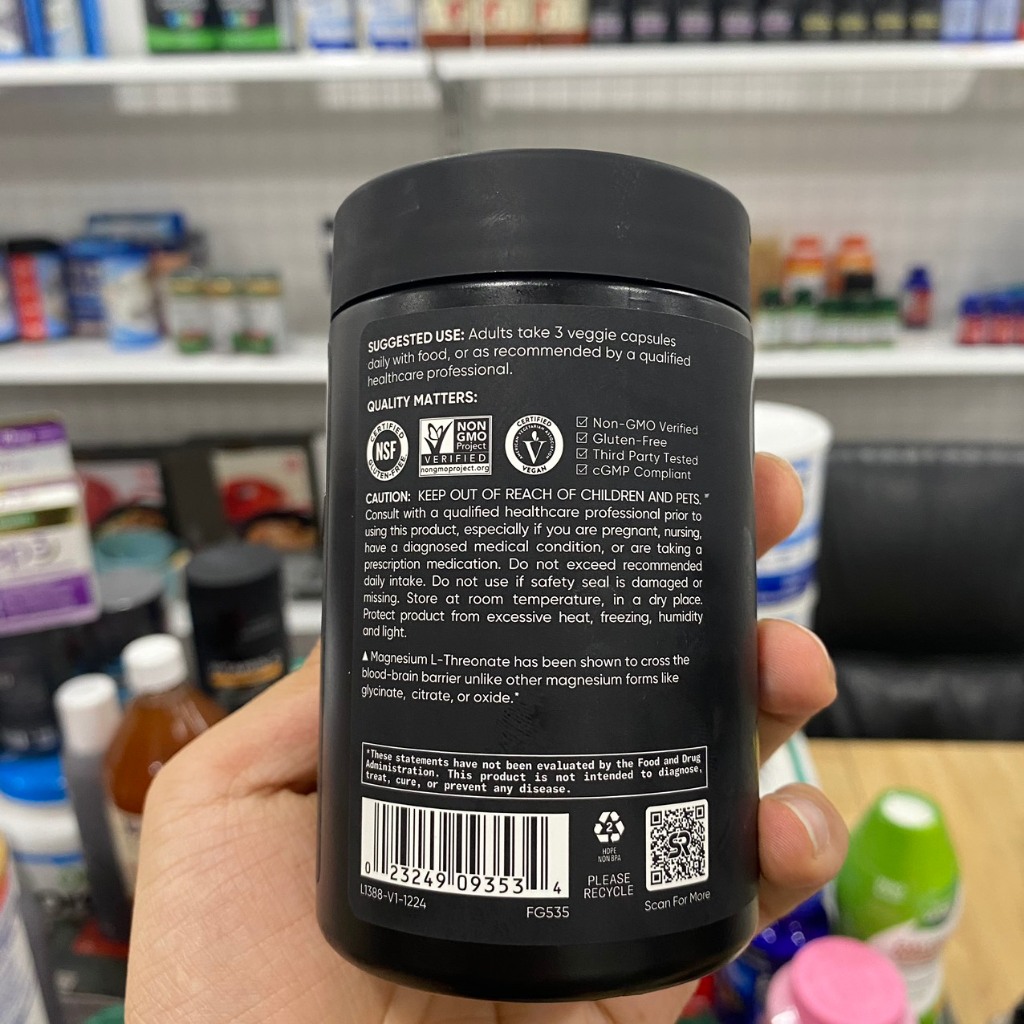 SUGGESTED USE: Adults take 3 veggie capsules
daily with food, or as recommended by a qualified
healthcare professional.
QUALITY MATTERS:
CERTIFIED
NSF
GLUTEN-FREE
NON
GMO
Project
VERIFIED
nongmoproject.org
CERTIFIED
VEGAN
☑ Non-GMO Verified
☑ Gluten-Free
☑ Third Party Tested
☑ cGMP Compliant
CAUTION: KEEP OUT OF REACH OF CHILDREN AND PETS.
Consult with a qualified healthcare professional prior to
using this product, especially if you are pregnant, nursing,
have a diagnosed medical condition, or are taking a
prescription medication. Do not exceed recommended
daily intake. Do not use if safety seal is damaged or
missing. Store at room temperature, in a dry place.
Protect product from excessive heat, freezing, humidity
and light.
▲ Magnesium L-Threonate has been shown to cross the
blood-brain barrier unlike other magnesium forms like
glycinate, citrate, or oxide.*
*These statements have not been evaluated by the Food and Drug
Administration. This product is not intended to diagnose,
treat, cure, or prevent any disease.
0 23249 09353 4
L1388-V1-1224
FG535
2
HDPE
NON BPA
PLEASE
RECYCLE
SR
Scan For More